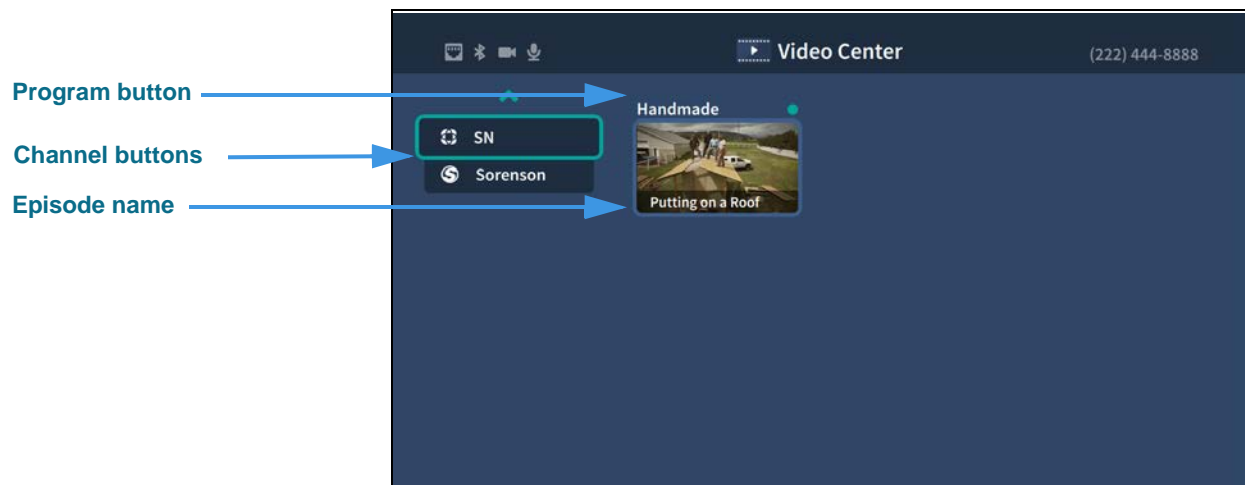 Video Center
(222) 444-8888
Program button
Handmade
SN
Channel buttons
Sorenson
Episode name
Putting on a Roof